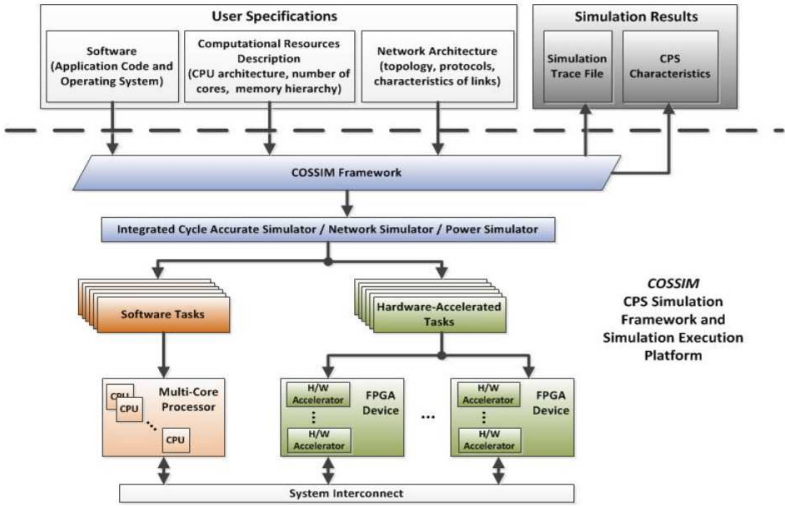 User Specifications
Software
(Application Code and
Operating System)
Computational Resources
Description
(CPU architecture, number of
cores, memory hierarchy)
Network Architecture
(topology, protocols,
characteristics of links)
Simulation Results
Simulation
Trace File
CPS
Characteristics
COSSIM Framework
Integrated Cycle Accurate Simulator / Network Simulator / Power Simulator
Software Tasks
Hardware-Accelerated
Tasks
COSSIM
CPS Simulation
Framework and
Simulation Execution
Platform
CPU
CPU
CPU
Multi-Core
Processor
H/W
Accelerator
H/W
Accelerator
FPGA
Device
...
H/W
Accelerator
H/W
Accelerator
FPGA
Device
System Interconnect